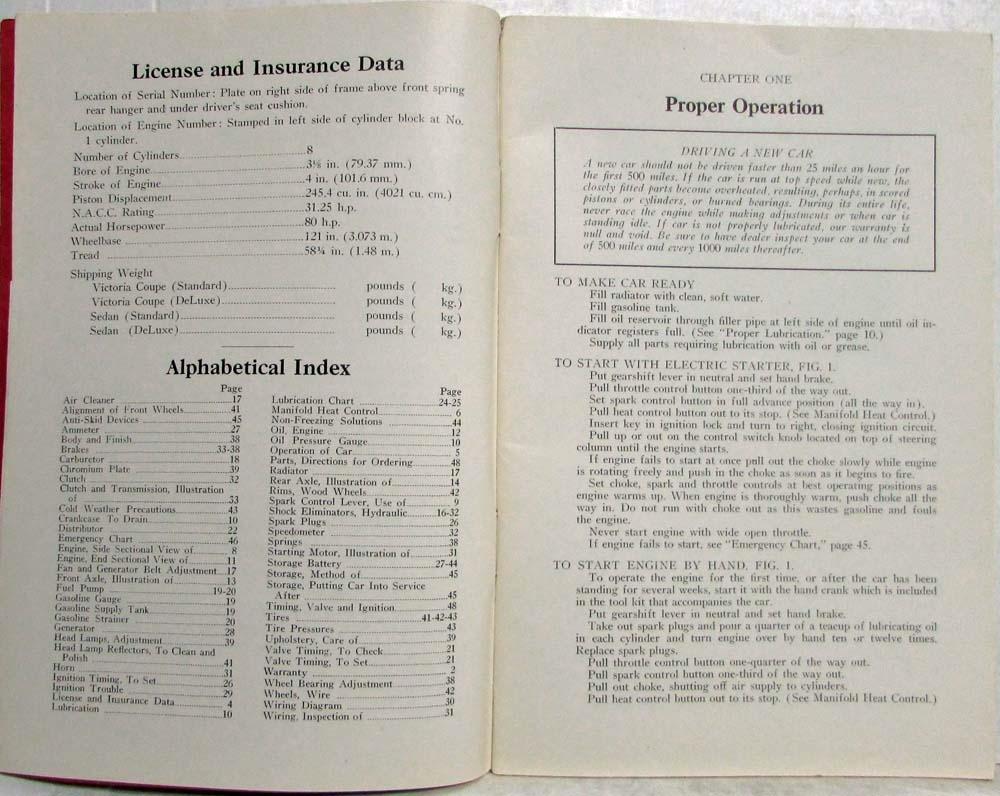 License and Insurance Data
Location of Serial Number: Plate on right side of frame above front spring
rear hanger and under driver's seat cushion.
Location of Engine Number: Stamped in left side of cylinder block at No.
1 cylinder.
Number of Cylinders 8
Bore of Engine 3⅛ in. (79.37 mm.)
Stroke of Engine 4 in. (101.6 mm.)
Piston Displacement 245.4 cu. in. (4021 cu. cm.)
N.A.C.C. Rating 31.25 h.p.
Actual Horsepower 80 h.p.
Wheelbase 121 in. (3.073 m.)
Tread 58¼ in. (1.48 m.)
Shipping Weight
Victoria Coupe (Standard) pounds ( kg.)
Victoria Coupe (DeLuxe) pounds ( kg.)
Sedan (Standard) pounds ( kg.)
Sedan (DeLuxe) pounds ( kg.)
Alphabetical Index
Page
Air Cleaner 17
Alignment of Front Wheels 41
Anti-Skid Devices 45
Ammeter 27
Body and Finish 38
Brakes 33-38
Carburetor 18
Chromium Plate 39
Clutch 32
Clutch and Transmission, Illustration
of 33
Cold Weather Precautions 43
Crankcase To Drain 10
Distributor 22
Emergency Chart 46
Engine, Side Sectional View of 8
Engine, End Sectional View of 11
Fan and Generator Belt Adjustment 17
Front Axle, Illustration of 13
Fuel Pump 19-20
Gasoline Gauge 19
Gasoline Supply Tank 19
Gasoline Strainer 20
Generator 28
Head Lamps, Adjustment 39
Head Lamp Reflectors, To Clean and
Polish 41
Horn 31
Ignition Timing, To Set 26
Ignition Trouble 29
License and Insurance Data 4
Lubrication 10
Page
Lubrication Chart 24-25
Manifold Heat Control 6
Non-Freezing Solutions 44
Oil, Engine 12
Oil Pressure Gauge 10
Operation of Car 5
Parts, Directions for Ordering 48
Radiator 17
Rear Axle, Illustration of 14
Rims, Wood Wheels 42
Spark Control Lever, Use of 9
Shock Eliminators, Hydraulic 16-32
Spark Plugs 26
Speedometer 32
Springs 38
Starting Motor, Illustration of 31
Storage Battery 27-44
Storage, Method of 45
Storage, Putting Car Into Service
After 45
Timing, Valve and Ignition 48
Tires 41-42-43
Tire Pressures 43
Upholstery, Care of 39
Valve Timing, To Check 21
Valve Timing, To Set 21
Warranty 2
Wheel Bearing Adjustment 38
Wheels, Wire 42
Wiring Diagram 30
Wiring, Inspection of 31
CHAPTER ONE
Proper Operation
DRIVING A NEW CAR
A new car should not be driven faster than 25 miles an hour for
the first 500 miles. If the car is run at top speed while new, the
closely fitted parts become overheated, resulting, perhaps, in scored
pistons or cylinders, or burned bearings. During its entire life,
never race the engine while making adjustments or when car is
standing idle. If car is not properly lubricated, our warranty is
null and void. Be sure to have dealer inspect your car at the end
of 500 miles and every 1000 miles thereafter.
TO MAKE CAR READY
Fill radiator with clean, soft water.
Fill gasoline tank.
Fill oil reservoir through filler pipe at left side of engine until oil in-
dicator registers full. (See "Proper Lubrication." page 10.)
Supply all parts requiring lubrication with oil or grease.
TO START WITH ELECTRIC STARTER, FIG. 1.
Put gearshift lever in neutral and set hand brake.
Pull throttle control button one-third of the way out.
Set spark control button in full advance position (all the way in).
Pull heat control button out to its stop. (See Manifold Heat Control.)
Insert key in ignition lock and turn to right, closing ignition circuit.
Pull up or out on the control switch knob located on top of steering
column until the engine starts.
If engine fails to start at once pull out the choke slowly while engine
is rotating freely and push in the choke as soon as it begins to fire.
Set choke, spark and throttle controls at best operating positions as
engine warms up. When engine is thoroughly warm, push choke all the
way in. Do not run with choke out as this wastes gasoline and fouls
the engine.
Never start engine with wide open throttle.
If engine fails to start, see "Emergency Chart," page 45.
TO START ENGINE BY HAND, FIG. 1.
To operate the engine for the first time, or after the car has been
standing for several weeks, start it with the hand crank which is included
in the tool kit that accompanies the car.
Put gearshift lever in neutral and set hand brake.
Take out spark plugs and pour a quarter of a teacup of lubricating oil
in each cylinder and turn engine over by hand ten or twelve times.
Replace spark plugs.
Pull throttle control button one-quarter of the way out.
Pull spark control button one-third of the way out.
Pull out choke, shutting off air supply to cylinders.
Pull heat control button out to its stop. (See Manifold Heat Control.)